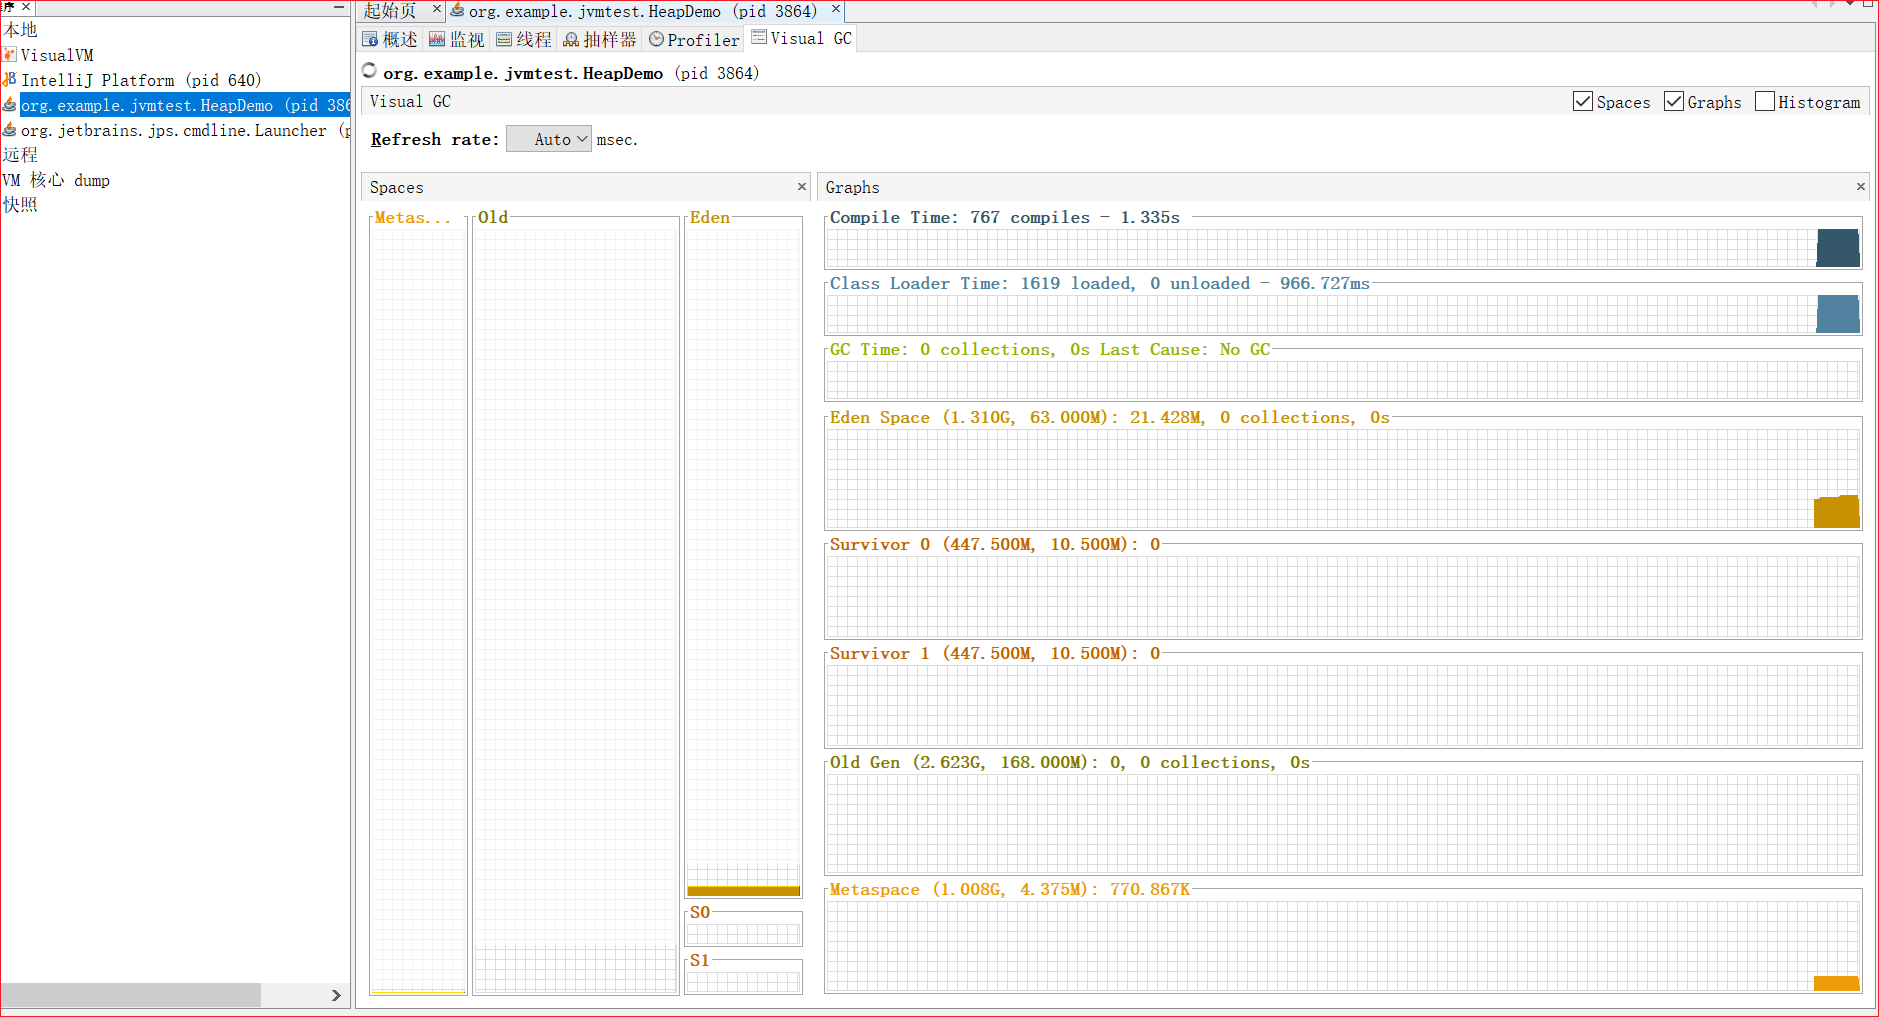 序
本地
VisualVM
IntelliJ Platform (pid 640)
org.example.jvmtest.HeapDemo (pid 386
org.jetbrains.jps.cmdline.Launcher (p
远程
VM 核心 dump
快照
起始页 org.example.jvmtest.HeapDemo (pid 3864)
概述 监视 线程 抽样器 Profiler Visual GC
org.example.jvmtest.HeapDemo (pid 3864)
Visual GC Spaces Graphs Histogram
Refresh rate: Auto msec.
Spaces
Metas... Old Eden
S0
S1
Graphs
Compile Time: 767 compiles - 1.335s
Class Loader Time: 1619 loaded, 0 unloaded - 966.727ms
GC Time: 0 collections, 0s Last Cause: No GC
Eden Space (1.310G, 63.000M): 21.428M, 0 collections, 0s
Survivor 0 (447.500M, 10.500M): 0
Survivor 1 (447.500M, 10.500M): 0
Old Gen (2.623G, 168.000M): 0, 0 collections, 0s
Metaspace (1.008G, 4.375M): 770.867K